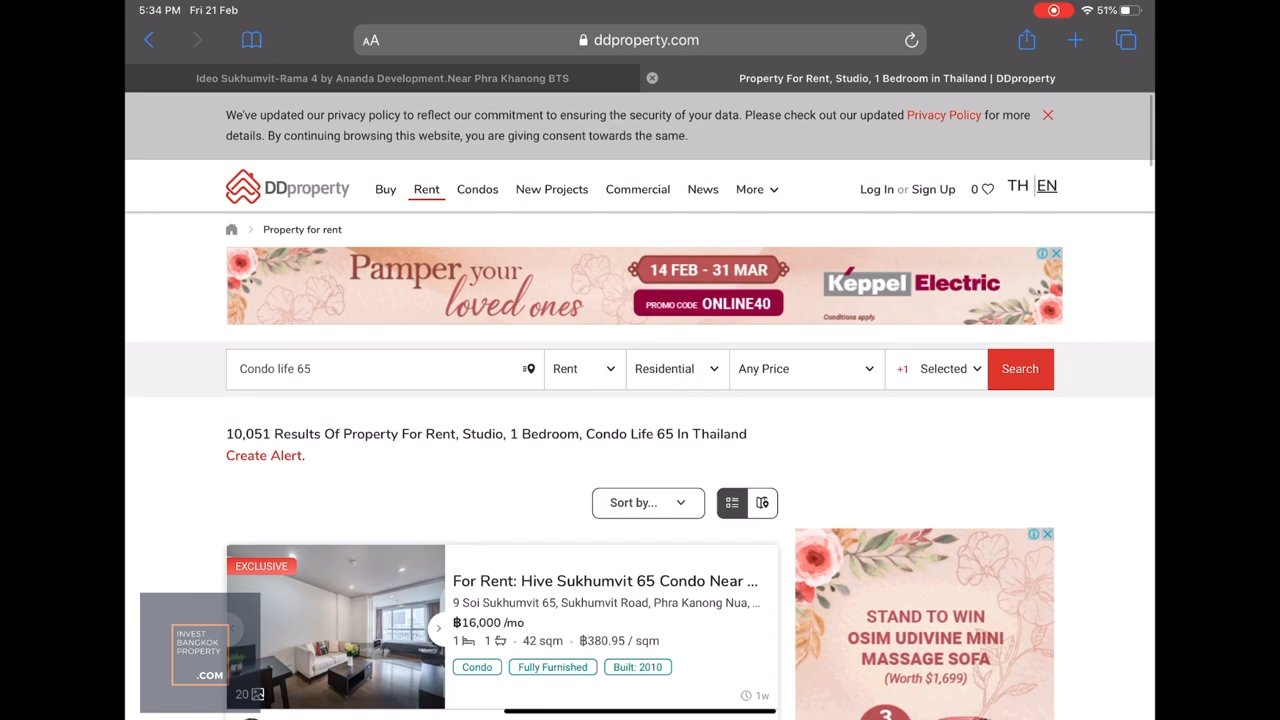 5:34 PM Fri 21 Feb
51%
AA
ddproperty.com
Ideo Sukhumvit-Rama 4 by Ananda Development.Near Phra Khanong BTS
Property For Rent, Studio, 1 Bedroom in Thailand | DDproperty
We've updated our privacy policy to reflect our commitment to ensuring the security of your data. Please check out our updated Privacy Policy for more
details. By continuing browsing this website, you are giving consent towards the same.
DDproperty
Buy Rent Condos New Projects Commercial News More
Log In or Sign Up 0 TH EN
Property for rent
Pamper your
loved ones
14 FEB - 31 MAR
PROMO CODE ONLINE40
Keppel Electric
Conditions apply.
Condo life 65
Rent
Residential
Any Price
+1 Selected
Search
10,051 Results Of Property For Rent, Studio, 1 Bedroom, Condo Life 65 In Thailand
Create Alert.
Sort by...
EXCLUSIVE
For Rent: Hive Sukhumvit 65 Condo Near ...
9 Soi Sukhumvit 65, Sukhumvit Road, Phra Kanong Nua, ...
฿16,000 /mo
1 1 · 42 sqm · ฿380.95 / sqm
Condo
Fully Furnished
Built: 2010
20
1w
INVEST
BANGKOK
PROPERTY
.COM
STAND TO WIN
OSIM UDIVINE MINI
MASSAGE SOFA
(Worth $1,699)
3